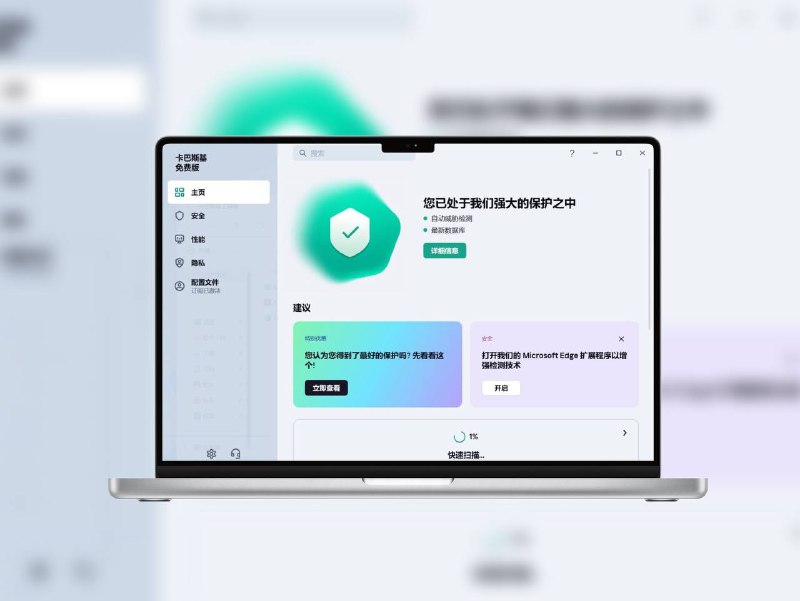 卡巴斯基
免费版
搜索
?
主页
安全
性能
隐私
配置文件
订阅已激活
您已处于我们强大的保护之中
自动威胁检测
最新数据库
详细信息
建议
特别优惠
您认为您得到了最好的保护吗? 先看看这
个!
立即查看
安全
打开我们的 Microsoft Edge 扩展程序以增
强检测技术
开启
1%
快速扫描...